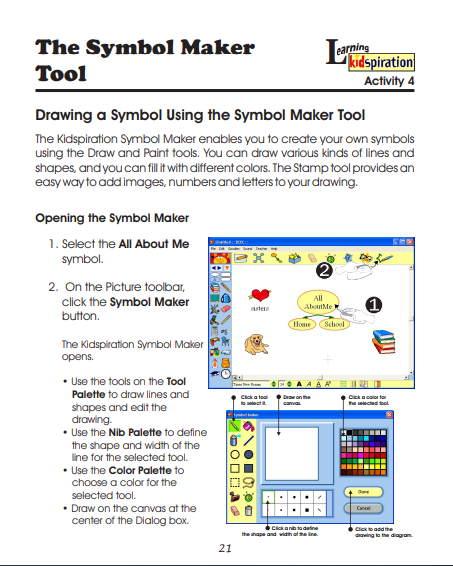 The Symbol Maker
Tool
Learning
kidspiration
Activity 4
Drawing a Symbol Using the Symbol Maker Tool
The Kidspiration Symbol Maker enables you to create your own symbols
using the Draw and Paint tools. You can draw various kinds of lines and
shapes, and you can fill it with different colors. The Stamp tool provides an
easy way to add images, numbers and letters to your drawing.
Opening the Symbol Maker
1. Select the All About Me
symbol.
2. On the Picture toolbar,
click the Symbol Maker
button.
The Kidspiration Symbol Maker
opens.
• Use the tools on the Tool
Palette to draw lines and
shapes and edit the
drawing.
• Use the Nib Palette to define
the shape and width of the
line for the selected tool.
• Use the Color Palette to
choose a color for the
selected tool.
• Draw on the canvas at the
center of the Dialog box.
File Edit Goodies Sound Teacher Help
2
1
All
AboutMe
Home
School
sisters
Times New Roman
24
A A A A
Click a tool
to select it.
Draw on the
canvas.
Click a color for
the selected tool.
Symbol Maker
Done
Cancel
Click a nib to define
the shape and width of the line.
Click to add the
drawing to the diagram.
21